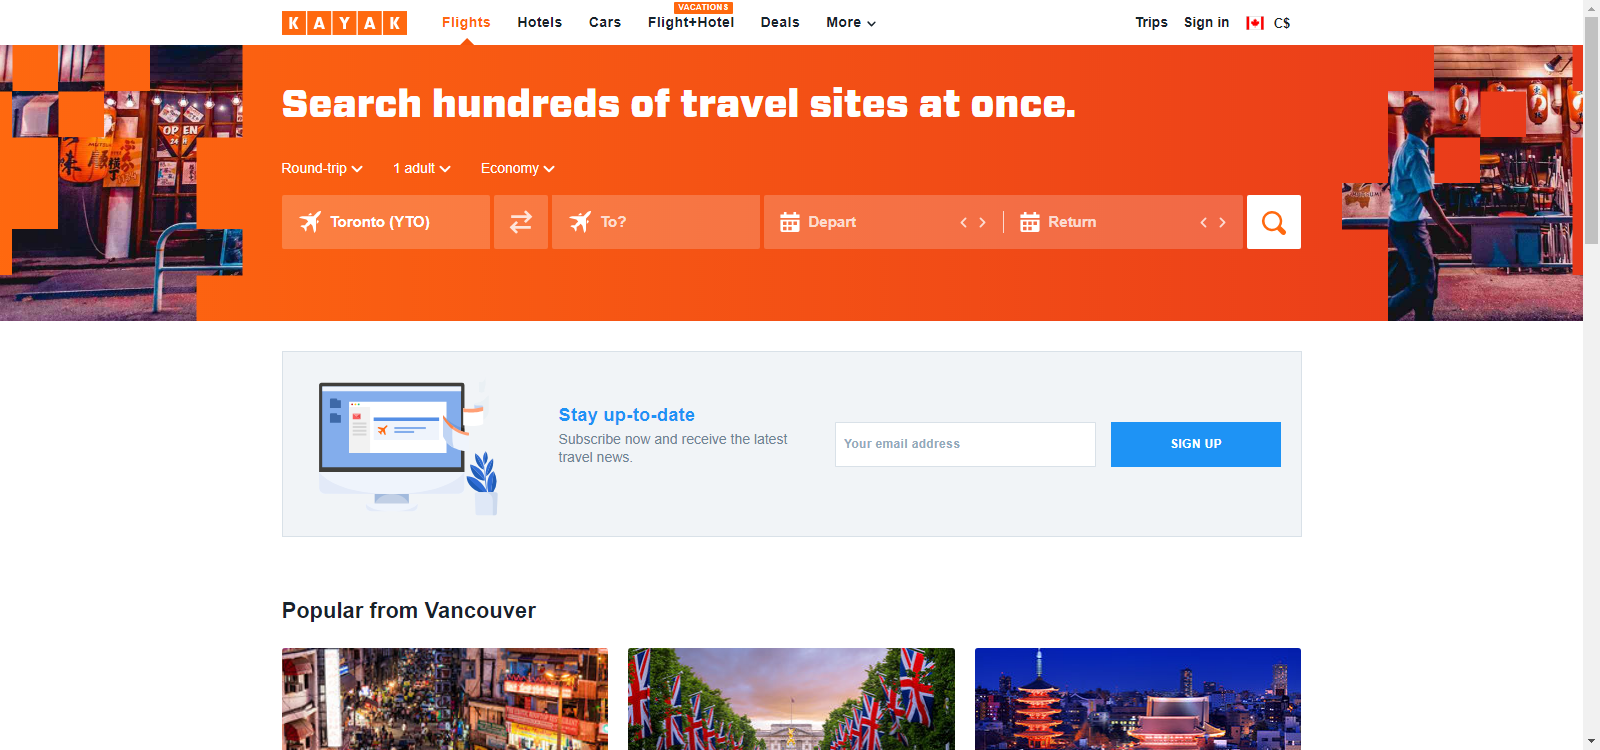 KAYAK
Flights
Hotels
Cars
VACATIONS
Flight+Hotel
Deals
More
Trips
Sign in
C$
Search hundreds of travel sites at once.
Round-trip
1 adult
Economy
Toronto (YTO)
To?
Depart
Return
OPEN
Stay up-to-date
Subscribe now and receive the latest
travel news.
Your email address
SIGN UP
Popular from Vancouver